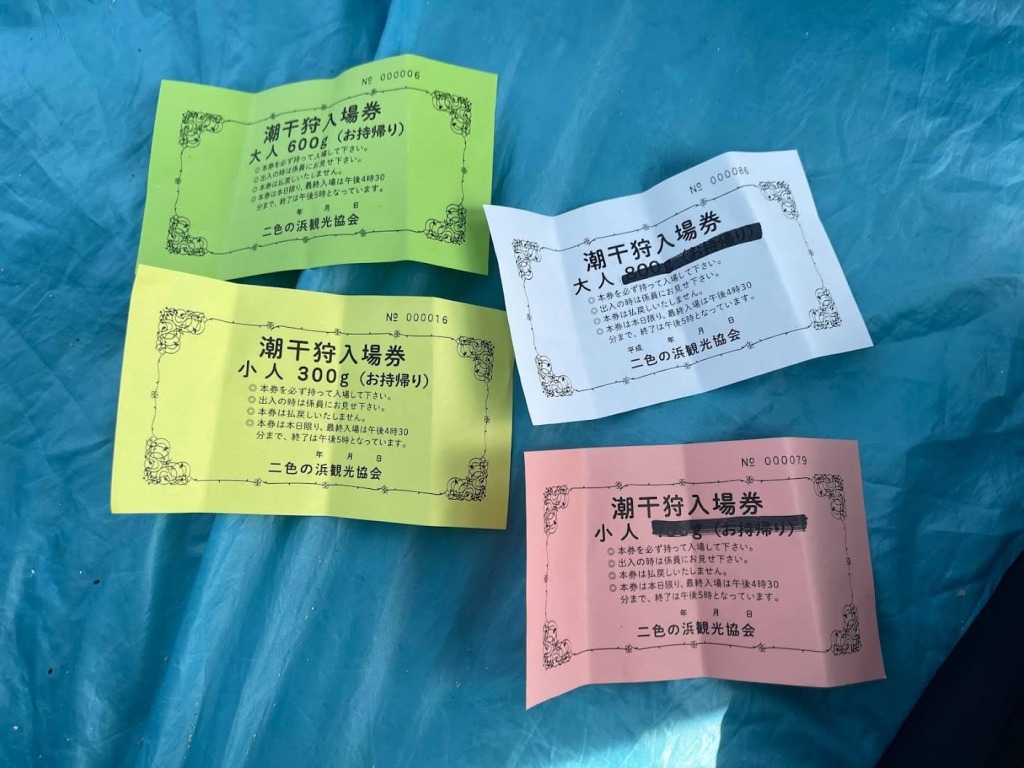 № 000006
潮干狩入場券
大人 600g (お持帰り)
◎本券を必ず持って入場して下さい。
◎出入の時は係員にお見せ下さい。
◎本券は払戻しいたしません。
◎本券は本日限り、最終入場は午後4時30
分まで、終了は午後5時となっています。
年 月 日
二色の浜観光協会
№ 000086
潮干狩入場券
大人 800g (お持帰り)
◎本券を必ず持って入場して下さい。
◎出入の時は係員にお見せ下さい。
◎本券は払戻しいたしません。
◎本券は本日限り、最終入場は午後4時30
分まで、終了は午後5時となっています。
平成 年 月 日
二色の浜観光協会
№ 000016
潮干狩入場券
小人 300g (お持帰り)
◎本券を必ず持って入場して下さい。
◎出入の時は係員にお見せ下さい。
◎本券は払戻しいたしません。
◎本券は本日限り、最終入場は午後4時30
分まで、終了は午後5時となっています。
年 月 日
二色の浜観光協会
№ 000079
潮干狩入場券
小人 (お持帰り)
◎本券を必ず持って入場して下さい。
◎出入の時は係員にお見せ下さい。
◎本券は払戻しいたしません。
◎本券は本日限り、最終入場は午後4時30
分まで、終了は午後5時となっています。
年 月 日
二色の浜観光協会